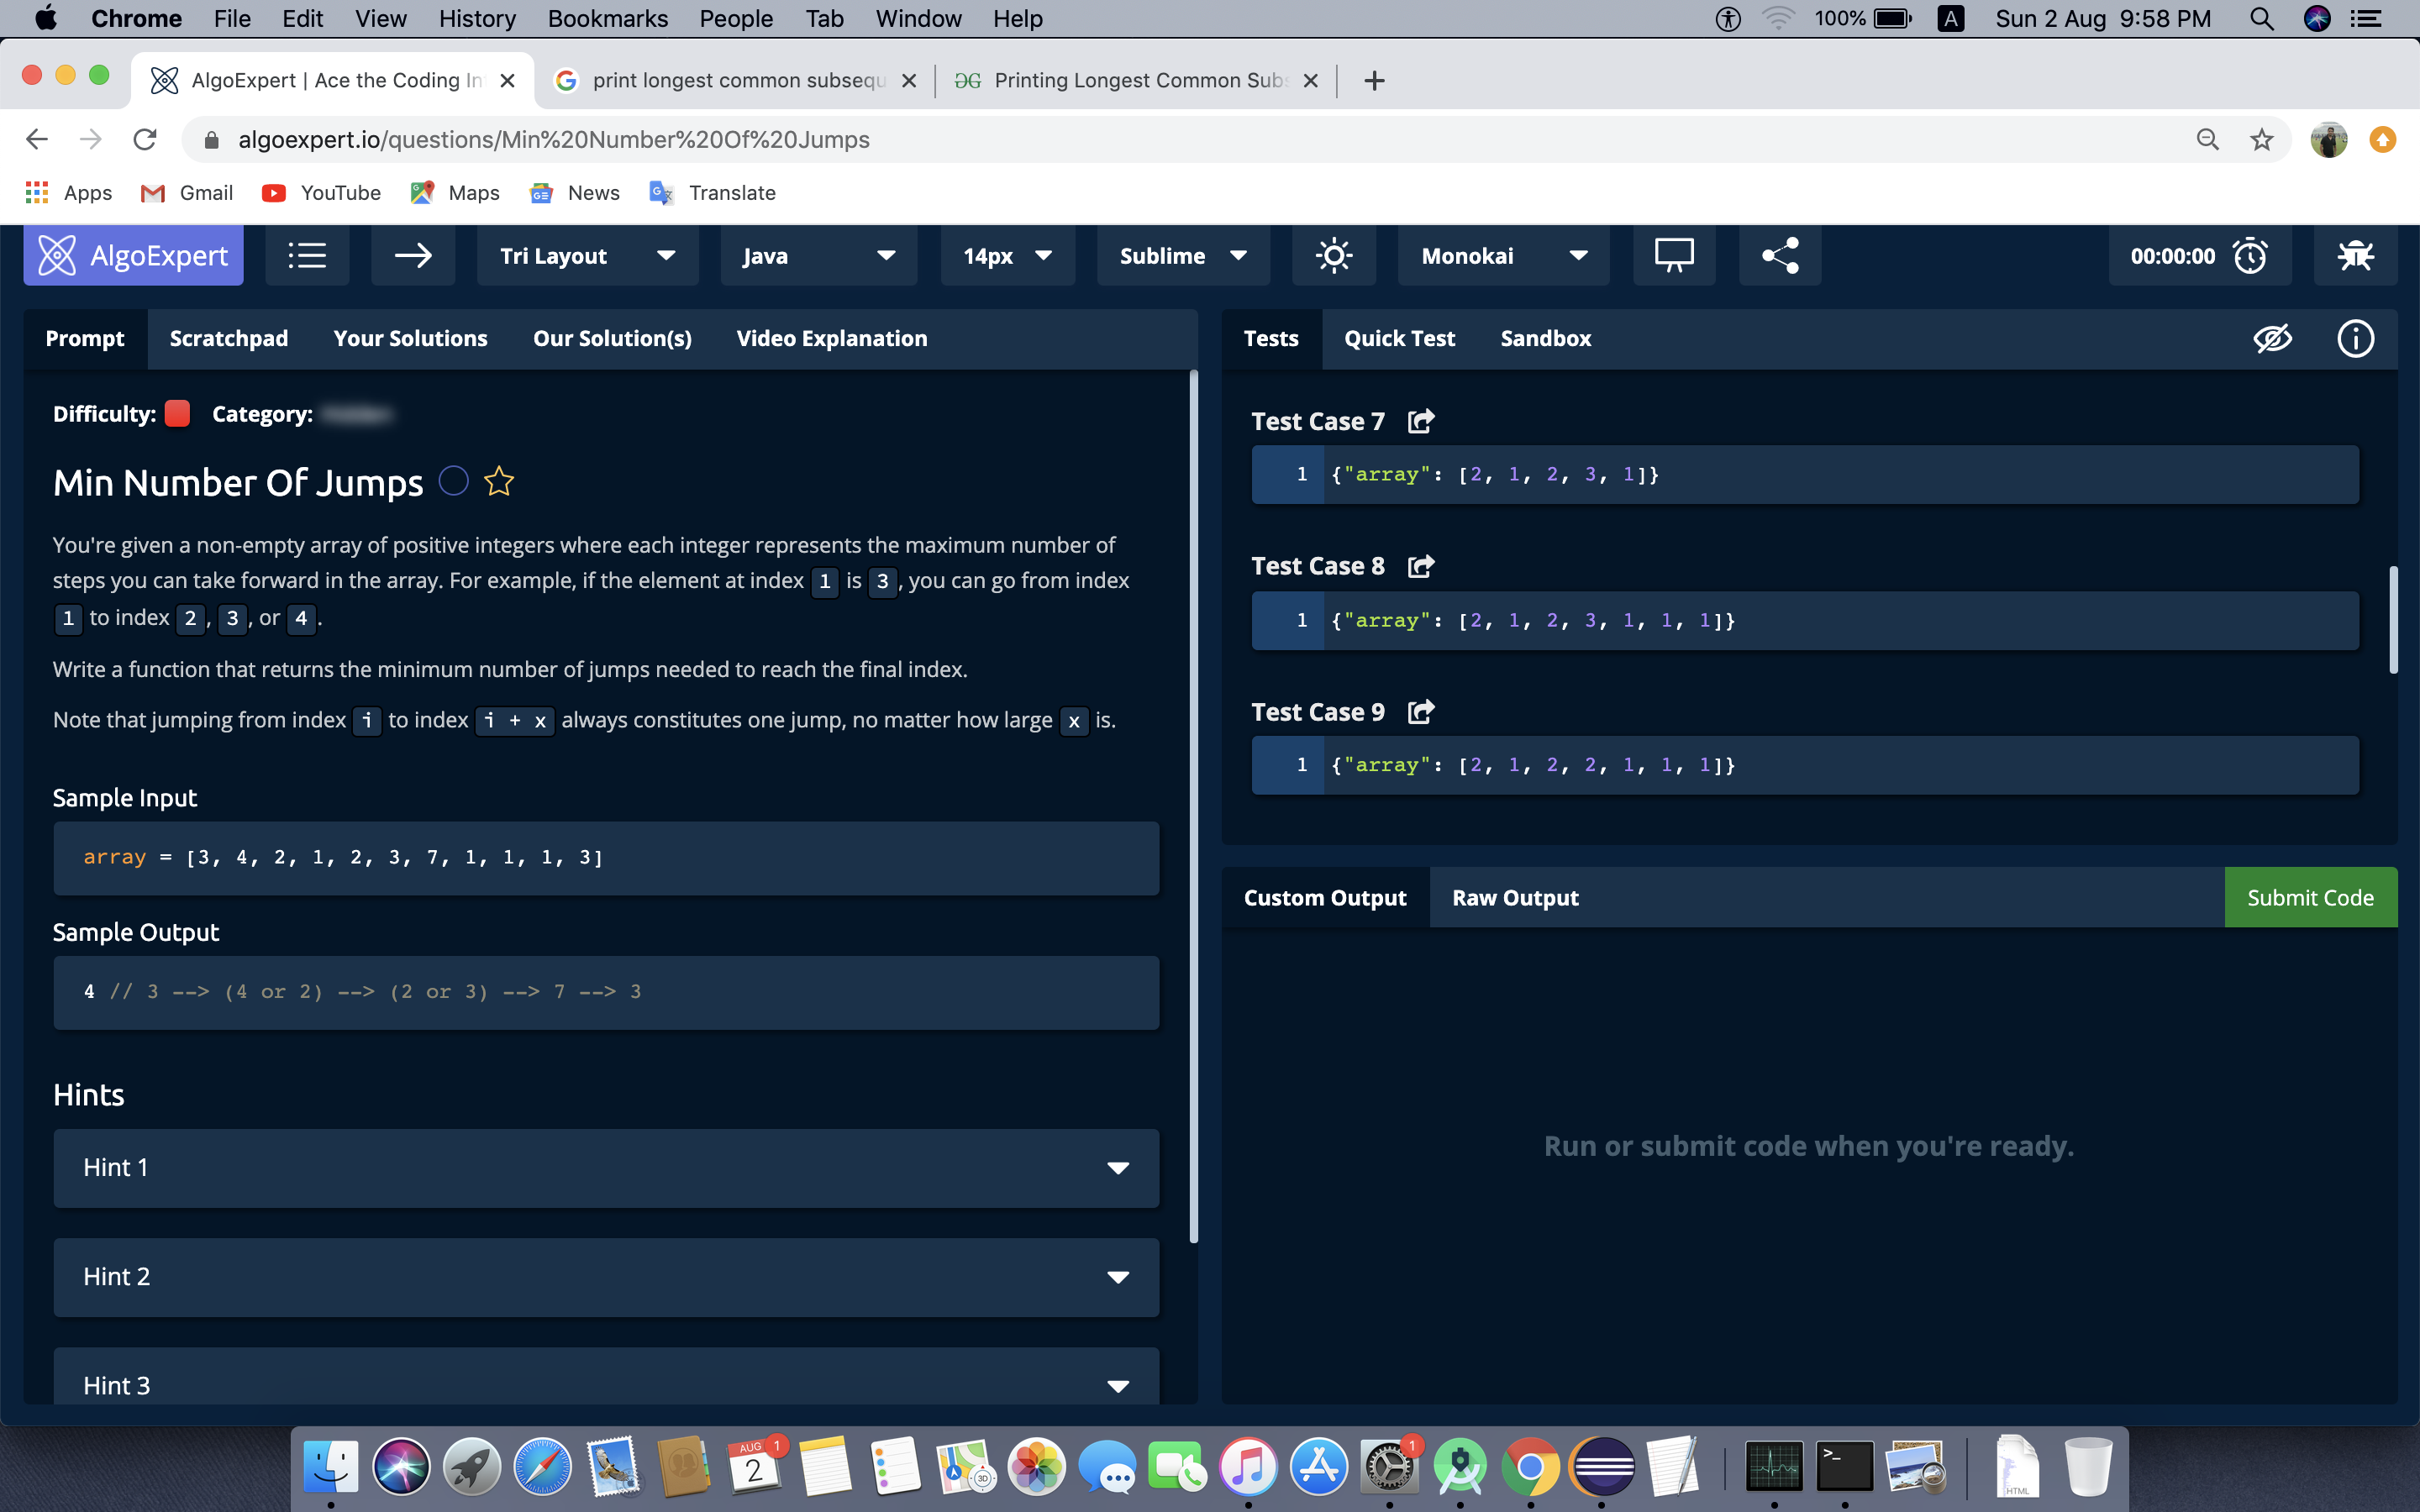 Chrome File Edit View History Bookmarks People Tab Window Help 100% A Sun 2 Aug 9:58 PM
AlgoExpert | Ace the Coding In print longest common subsequ Printing Longest Common Subs
algoexpert.io/questions/Min%20Number%20Of%20Jumps
Apps Gmail YouTube Maps News Translate
AlgoExpert Tri Layout Java 14px Sublime Monokai 00:00:00
Prompt Scratchpad Your Solutions Our Solution(s) Video Explanation
Difficulty: Category:
Min Number Of Jumps
You're given a non-empty array of positive integers where each integer represents the maximum number of
steps you can take forward in the array. For example, if the element at index 1 is 3, you can go from index
1 to index 2, 3, or 4.
Write a function that returns the minimum number of jumps needed to reach the final index.
Note that jumping from index i to index i + x always constitutes one jump, no matter how large x is.
Sample Input
array = [3, 4, 2, 1, 2, 3, 7, 1, 1, 1, 3]
Sample Output
4 // 3 --> (4 or 2) --> (2 or 3) --> 7 --> 3
Hints
Hint 1
Hint 2
Hint 3
Tests Quick Test Sandbox
Test Case 7
1 {"array": [2, 1, 2, 3, 1]}
Test Case 8
1 {"array": [2, 1, 2, 3, 1, 1, 1]}
Test Case 9
1 {"array": [2, 1, 2, 2, 1, 1, 1]}
Custom Output Raw Output Submit Code
Run or submit code when you're ready.
AUG 1
2
3D
1
>_
HTML